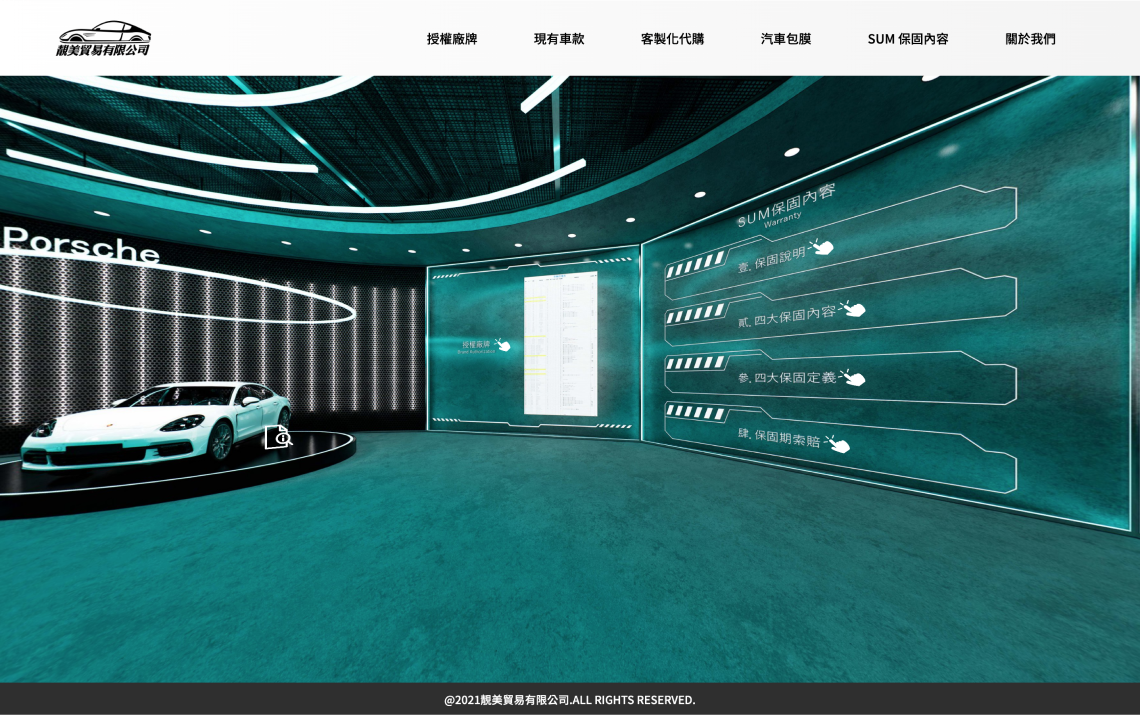 靚美貿易有限公司
授權廠牌
現有車款
客製化代購
汽車包膜
SUM 保固內容
關於我們
Porsche
授權廠牌
SUM保固內容
Warranty
壹. 保固說明
貳. 四大保固內容
參. 四大保固定義
肆. 保固期索賠
@2021靚美貿易有限公司.ALL RIGHTS RESERVED.